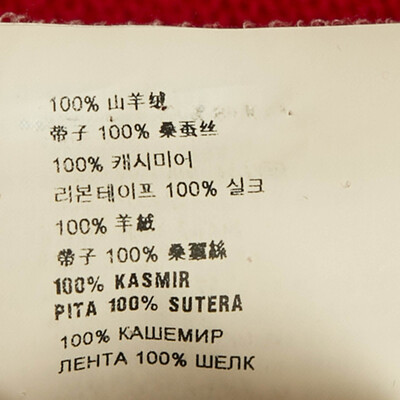 100% 山羊绒
带子 100% 桑蚕丝
100% 캐시미어
리본테이프 100% 실크
100% 羊絨
帶子 100% 桑蠶絲
100% KASMIR
PITA 100% SUTERA
100% КАШЕМИР
ЛЕНТА 100% ШЕЛК